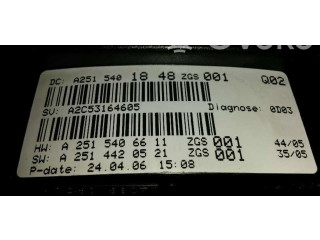 DC: A251 540 18 48 ZGS 001 Q02
SV: A2C53164605 Diagnose: 0D03
HW: A 251 540 66 11 ZGS 001 44/05
SW: A 251 442 05 21 ZGS 001 35/05
P-date: 24.04.06 15:08